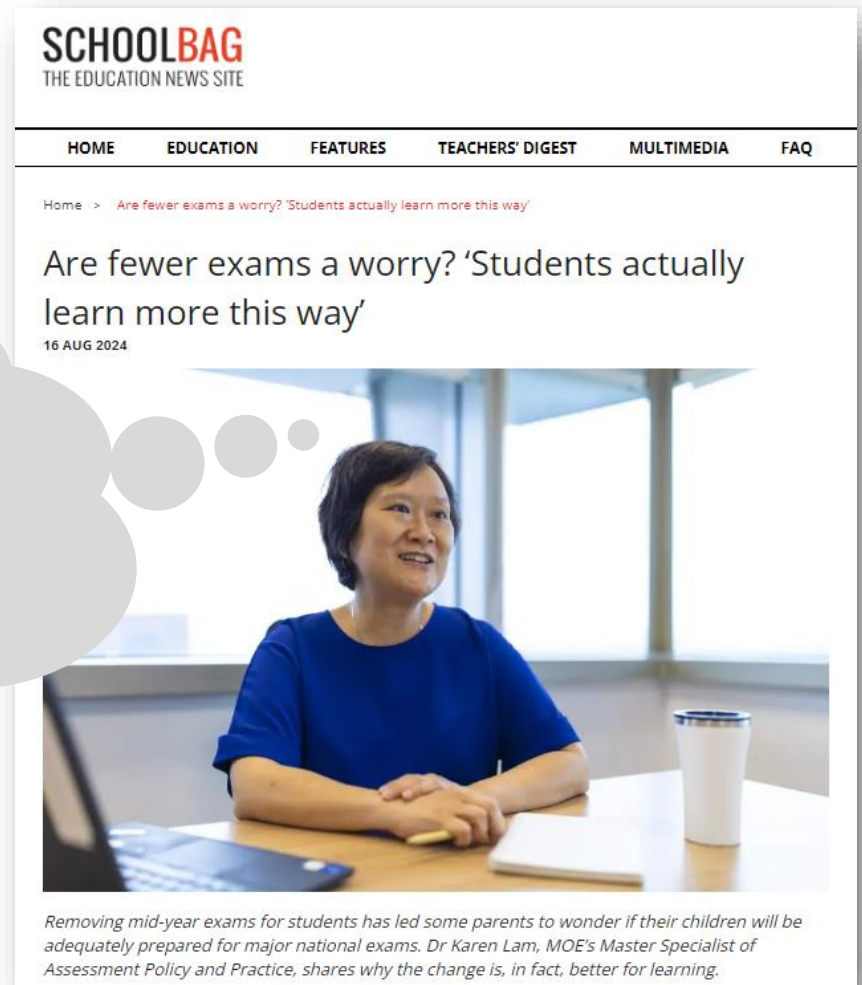 SCHOOLBAG
THE EDUCATION NEWS SITE
HOME EDUCATION FEATURES TEACHERS' DIGEST MULTIMEDIA FAQ
Home > Are fewer exams a worry? 'Students actually learn more this way'
Are fewer exams a worry? ‘Students actually
learn more this way’
16 AUG 2024
Removing mid-year exams for students has led some parents to wonder if their children will be
adequately prepared for major national exams. Dr Karen Lam, MOE’s Master Specialist of
Assessment Policy and Practice, shares why the change is, in fact, better for learning.